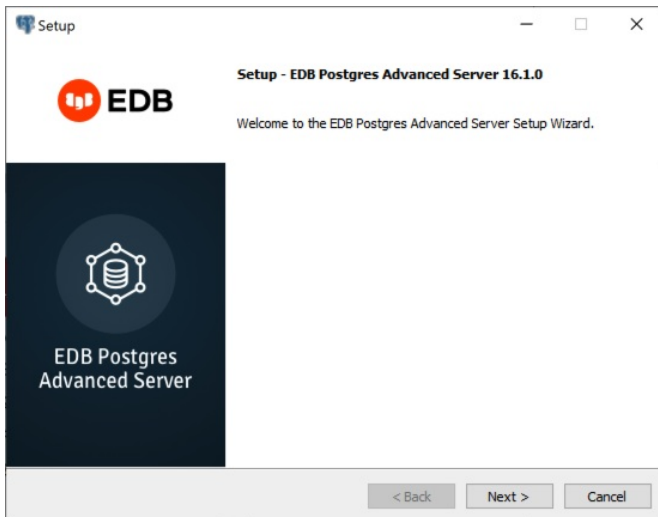 Setup
EDB
Setup - EDB Postgres Advanced Server 16.1.0
Welcome to the EDB Postgres Advanced Server Setup Wizard.
EDB Postgres
Advanced Server
< Back
Next >
Cancel